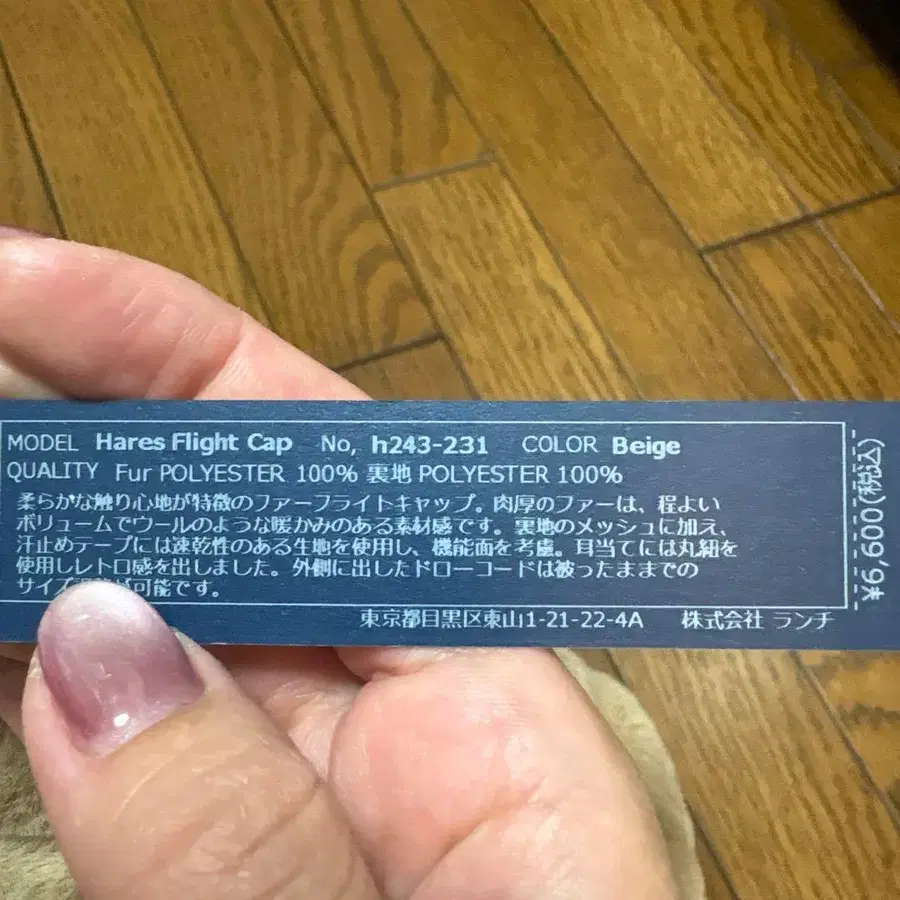 MODEL Hares Flight Cap No, h243-231 COLOR Beige
QUALITY Fur POLYESTER 100% 裏地 POLYESTER 100%
柔らかな触り心地が特徴のファーフライトキャップ。肉厚のファーは、程よい
ボリュームでウールのような暖かみのある素材感です。裏地のメッシュに加え、
汗止めテープには速乾性のある生地を使用し、機能面を考慮。耳当てには丸紐を
使用しレトロ感を出しました。外側に出したドローコードは被ったままでの
サイズ 可能です。
東京都目黒区東山1-21-22-4A 株式会社 ランチ
¥6,600(税込)